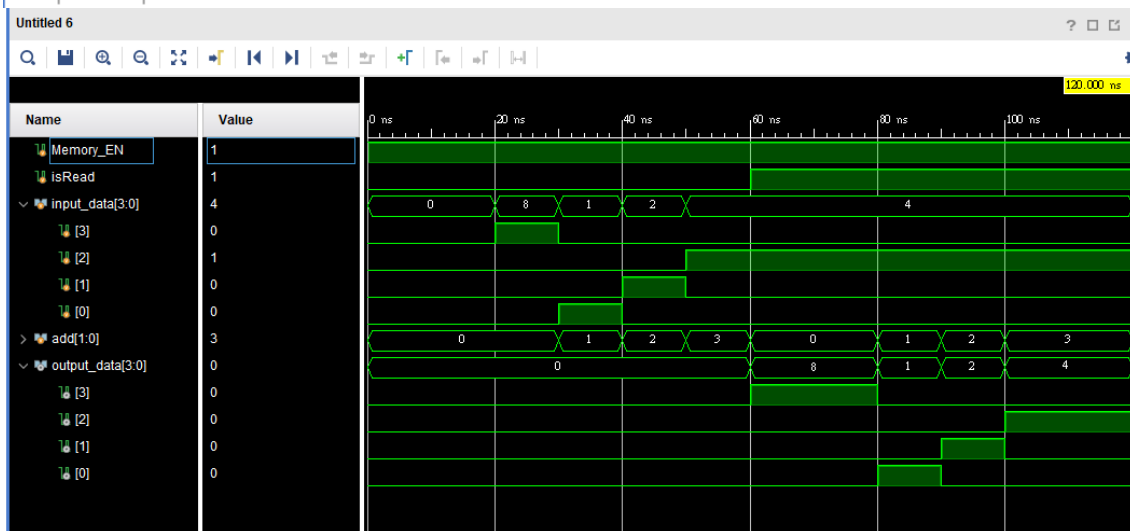 Untitled 6
?
120.000 ns
Name Value
0 ns 20 ns 40 ns 60 ns 80 ns 100 ns
Memory_EN 1
isRead 1
input_data[3:0] 4 0 8 1 2 4
[3] 0
[2] 1
[1] 0
[0] 0
add[1:0] 3 0 1 2 3 0 1 2 3
output_data[3:0] 0 0 8 1 2 4
[3] 0
[2] 0
[1] 0
[0] 0